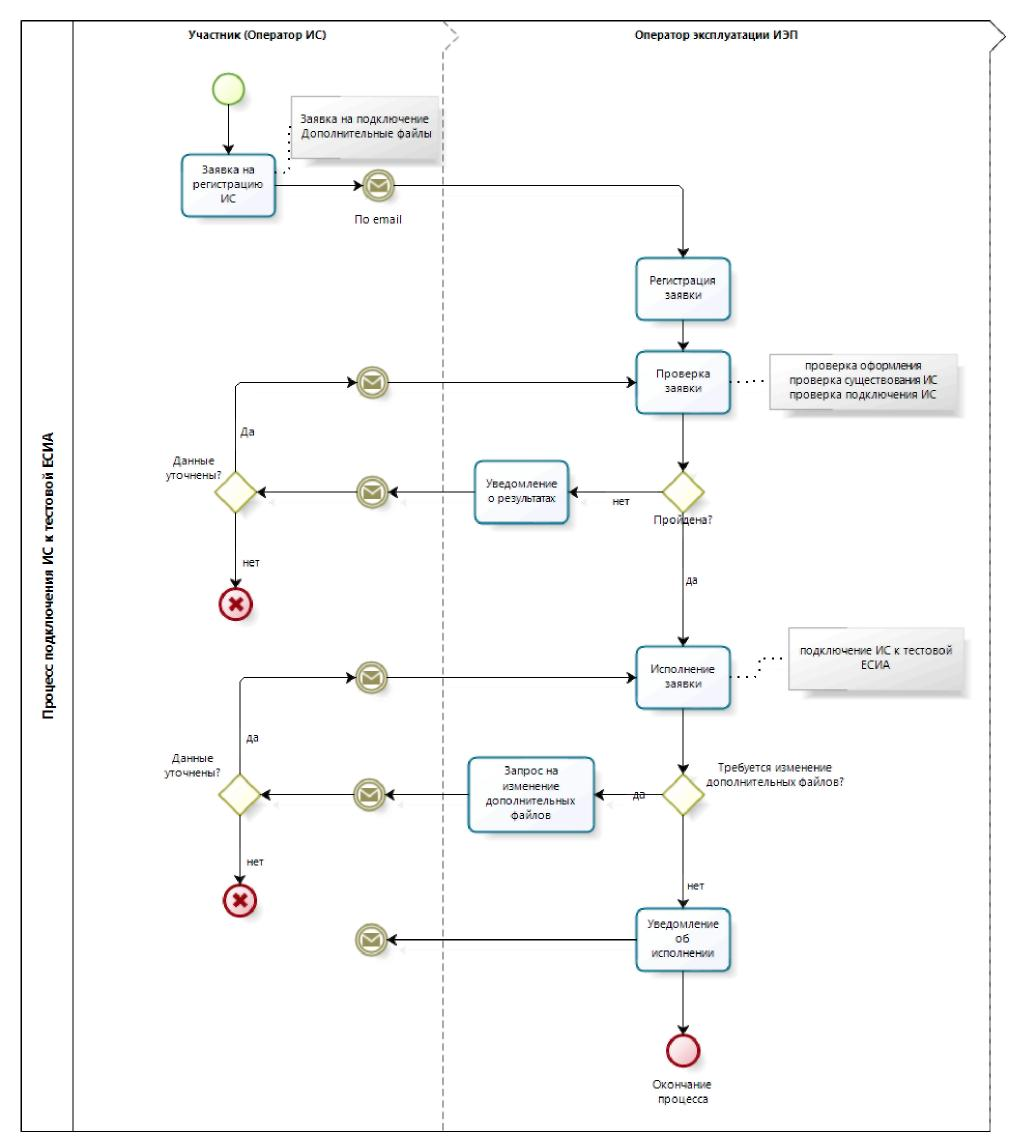 Процесс подключения ИС к тестовой ЕСИА
Участник (Оператор ИС)
Оператор эксплуатации ИЭП
Заявка на подключение
Дополнительные файлы
Заявка на
регистрацию
ИС
По email
Регистрация
заявки
Проверка
заявки
проверка оформления
проверка существования ИС
проверка подключения ИС
Да
Данные
уточнены?
Уведомление
о результатах
нет
Пройдена?
нет
да
Исполнение
заявки
подключение ИС к тестовой
ЕСИА
да
Данные
уточнены?
Запрос на
изменение
дополнительных
файлов
да
Требуется изменение
дополнительных файлов?
нет
нет
Уведомление
об
исполнении
Окончание
процесса